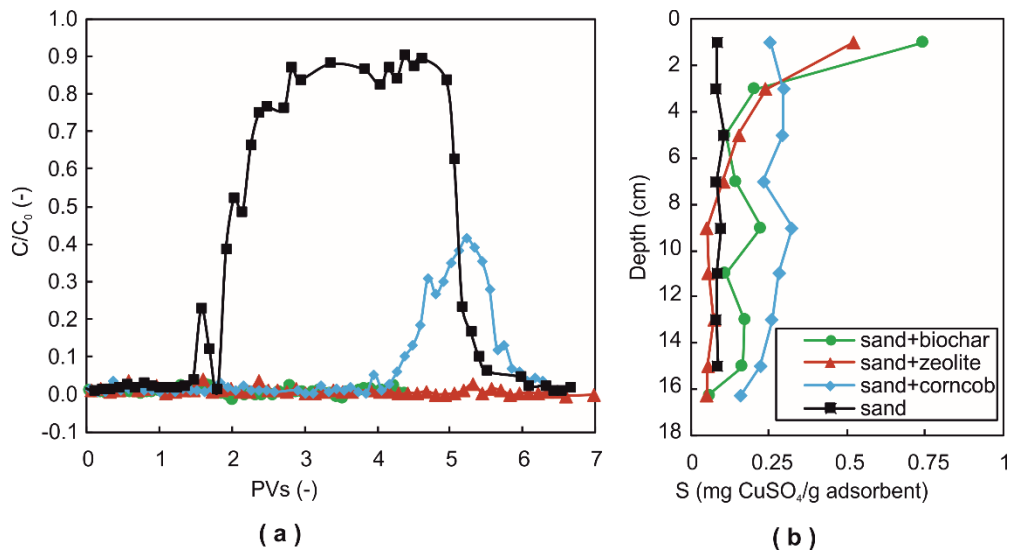 1.0
0.9
0.8
0.7
0.6
0.5
0.4
0.3
0.2
0.1
0.0
-0.1
C/C₀ (-)
0 1 2 3 4 5 6 7
PVs (-)
( a )
0
2
4
6
8
10
12
14
16
18
Depth (cm)
sand+biochar
sand+zeolite
sand+corncob
sand
0 0.25 0.50 0.75 1
S (mg CuSO₄/g adsorbent)
( b )